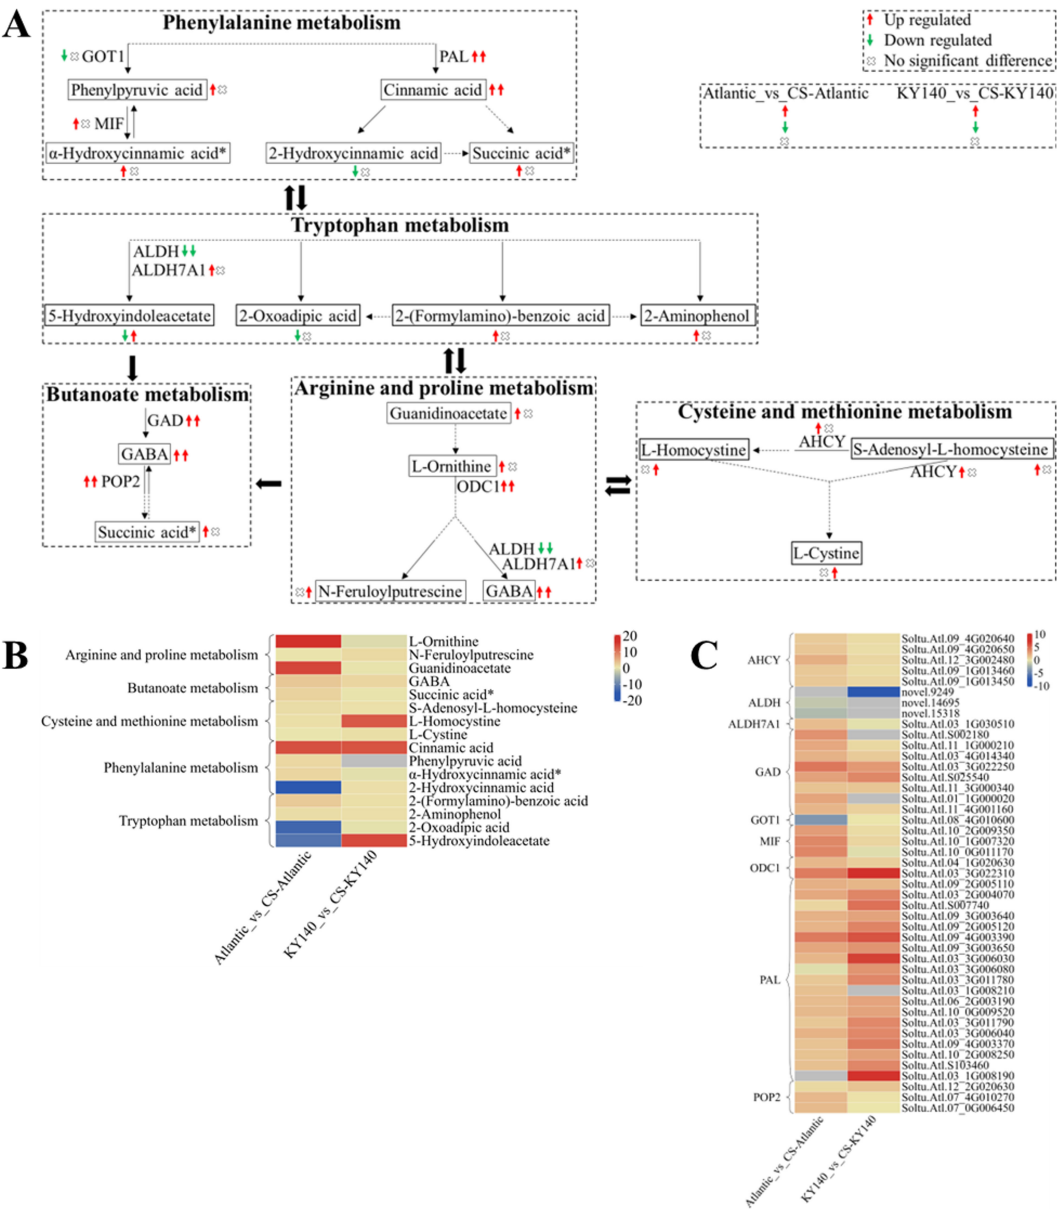 A
Phenylalanine metabolism
GOT1
PAL
Phenylpyruvic acid
Cinnamic acid
MIF
α-Hydroxycinnamic acid*
2-Hydroxycinnamic acid
Succinic acid*
Up regulated
Down regulated
No significant difference
Atlantic_vs_CS-Atlantic
KY140_vs_CS-KY140
Tryptophan metabolism
ALDH
ALDH7A1
5-Hydroxyindoleacetate
2-Oxoadipic acid
2-(Formylamino)-benzoic acid
2-Aminophenol
Butanoate metabolism
GAD
GABA
POP2
Succinic acid*
Arginine and proline metabolism
Guanidinoacetate
L-Ornithine
ODC1
ALDH
ALDH7A1
N-Feruloylputrescine
GABA
Cysteine and methionine metabolism
AHCY
L-Homocystine
S-Adenosyl-L-homocysteine
AHCY
L-Cystine
B
Arginine and proline metabolism
Butanoate metabolism
Cysteine and methionine metabolism
Phenylalanine metabolism
Tryptophan metabolism
L-Ornithine
N-Feruloylputrescine
Guanidinoacetate
GABA
Succinic acid*
S-Adenosyl-L-homocysteine
L-Homocystine
L-Cystine
Cinnamic acid
Phenylpyruvic acid
α-Hydroxycinnamic acid*
2-Hydroxycinnamic acid
2-(Formylamino)-benzoic acid
2-Aminophenol
2-Oxoadipic acid
5-Hydroxyindoleacetate
20
10
0
-10
-20
Atlantic_vs_CS-Atlantic
KY140_vs_CS-KY140
C
AHCY
ALDH
ALDH7A1
GAD
GOT1
MIF
ODC1
PAL
POP2
Soltu.Atl.09_4G020640
Soltu.Atl.09_4G020650
Soltu.Atl.12_3G002480
Soltu.Atl.09_1G013460
Soltu.Atl.09_1G013450
novel.9249
novel.14695
novel.15318
Soltu.Atl.03_1G030510
Soltu.Atl.S002180
Soltu.Atl.11_1G000210
Soltu.Atl.03_4G014340
Soltu.Atl.03_3G022250
Soltu.Atl.S025540
Soltu.Atl.11_3G000340
Soltu.Atl.01_1G000020
Soltu.Atl.11_4G001160
Soltu.Atl.08_4G010600
Soltu.Atl.10_2G009350
Soltu.Atl.10_1G007320
Soltu.Atl.10_0G011170
Soltu.Atl.04_1G020630
Soltu.Atl.03_3G022310
Soltu.Atl.09_2G005110
Soltu.Atl.03_2G004070
Soltu.Atl.S007740
Soltu.Atl.09_3G003640
Soltu.Atl.09_2G005120
Soltu.Atl.09_4G003390
Soltu.Atl.09_3G003650
Soltu.Atl.03_3G006030
Soltu.Atl.03_3G006080
Soltu.Atl.03_3G011780
Soltu.Atl.03_1G008210
Soltu.Atl.06_2G003190
Soltu.Atl.10_0G009520
Soltu.Atl.03_3G011790
Soltu.Atl.03_3G006040
Soltu.Atl.09_4G003370
Soltu.Atl.10_2G008250
Soltu.Atl.S103460
Soltu.Atl.03_1G008190
Soltu.Atl.12_2G020630
Soltu.Atl.07_4G010270
Soltu.Atl.07_0G006450
10
5
0
-5
-10
Atlantic_vs_CS-Atlantic
KY140_vs_CS-KY140